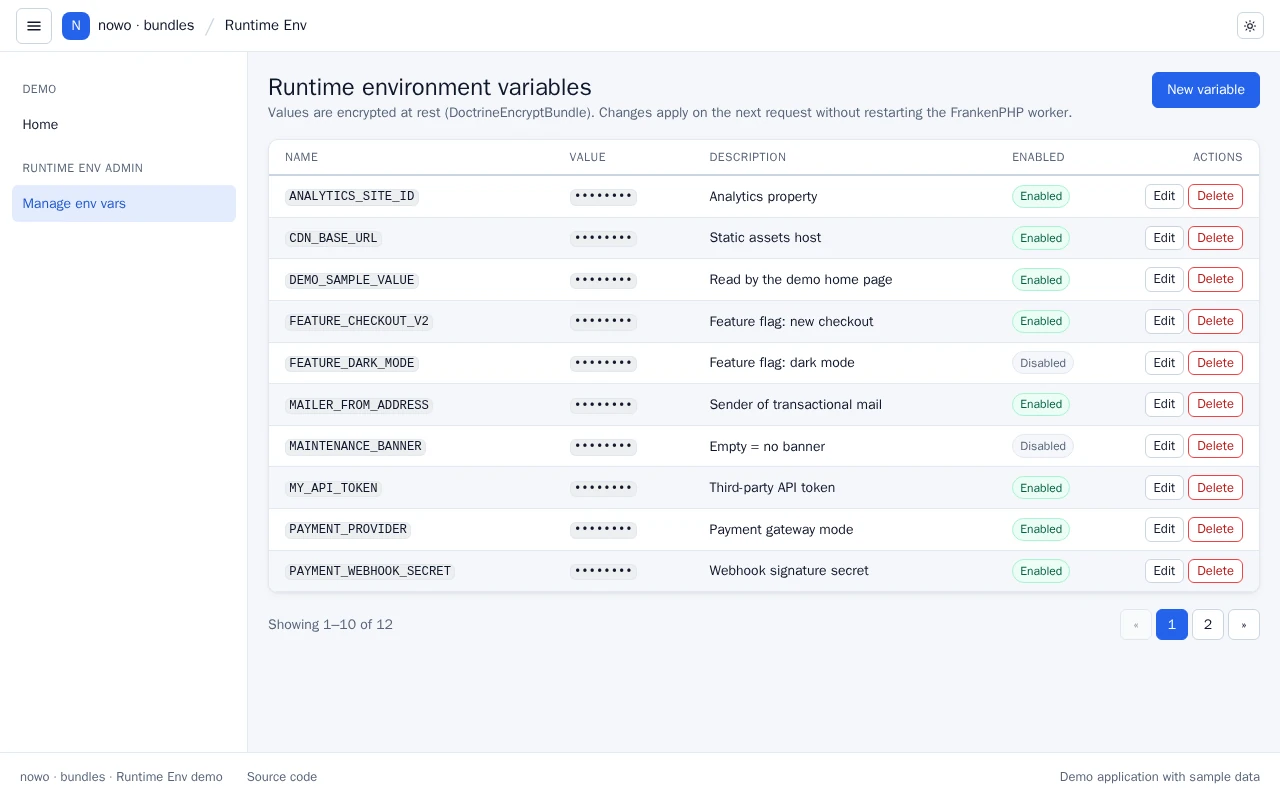 N nowo · bundles / Runtime Env
DEMO
Home
RUNTIME ENV ADMIN
Manage env vars
Runtime environment variables
Values are encrypted at rest (DoctrineEncryptBundle). Changes apply on the next request without restarting the FrankenPHP worker.
New variable
NAME VALUE DESCRIPTION ENABLED ACTIONS
ANALYTICS_SITE_ID •••••••• Analytics property Enabled Edit Delete
CDN_BASE_URL •••••••• Static assets host Enabled Edit Delete
DEMO_SAMPLE_VALUE •••••••• Read by the demo home page Enabled Edit Delete
FEATURE_CHECKOUT_V2 •••••••• Feature flag: new checkout Enabled Edit Delete
FEATURE_DARK_MODE •••••••• Feature flag: dark mode Disabled Edit Delete
MAILER_FROM_ADDRESS •••••••• Sender of transactional mail Enabled Edit Delete
MAINTENANCE_BANNER •••••••• Empty = no banner Disabled Edit Delete
MY_API_TOKEN •••••••• Third-party API token Enabled Edit Delete
PAYMENT_PROVIDER •••••••• Payment gateway mode Enabled Edit Delete
PAYMENT_WEBHOOK_SECRET •••••••• Webhook signature secret Enabled Edit Delete
Showing 1–10 of 12 « 1 2 »
nowo · bundles · Runtime Env demo Source code Demo application with sample data